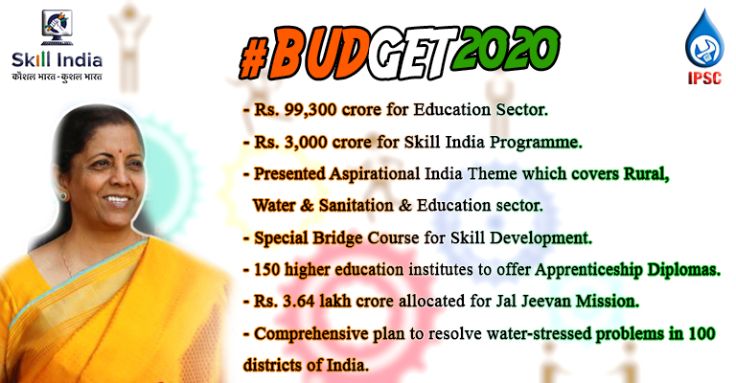 Skill India
कौशल भारत - कुशल भारत
#BUDGET2020
IPSC
- Rs. 99,300 crore for Education Sector.
- Rs. 3,000 crore for Skill India Programme.
- Presented Aspirational India Theme which covers Rural,
Water & Sanitation & Education sector.
- Special Bridge Course for Skill Development.
- 150 higher education institutes to offer Apprenticeship Diplomas.
- Rs. 3.64 lakh crore allocated for Jal Jeevan Mission.
- Comprehensive plan to resolve water-stressed problems in 100
districts of India.